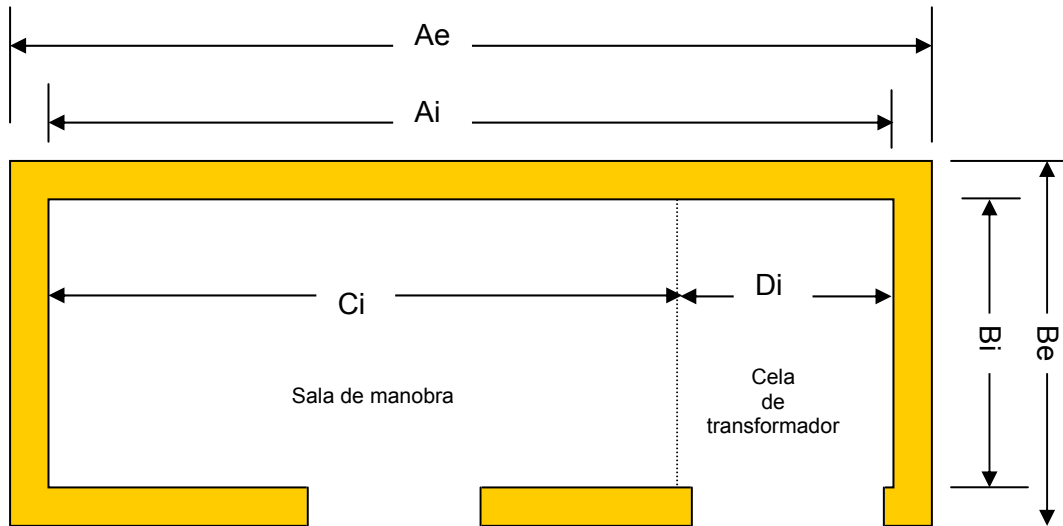 Ae
Ai
Ci
Di
Bi
Be
Sala de manobra
Cela
de
transformador